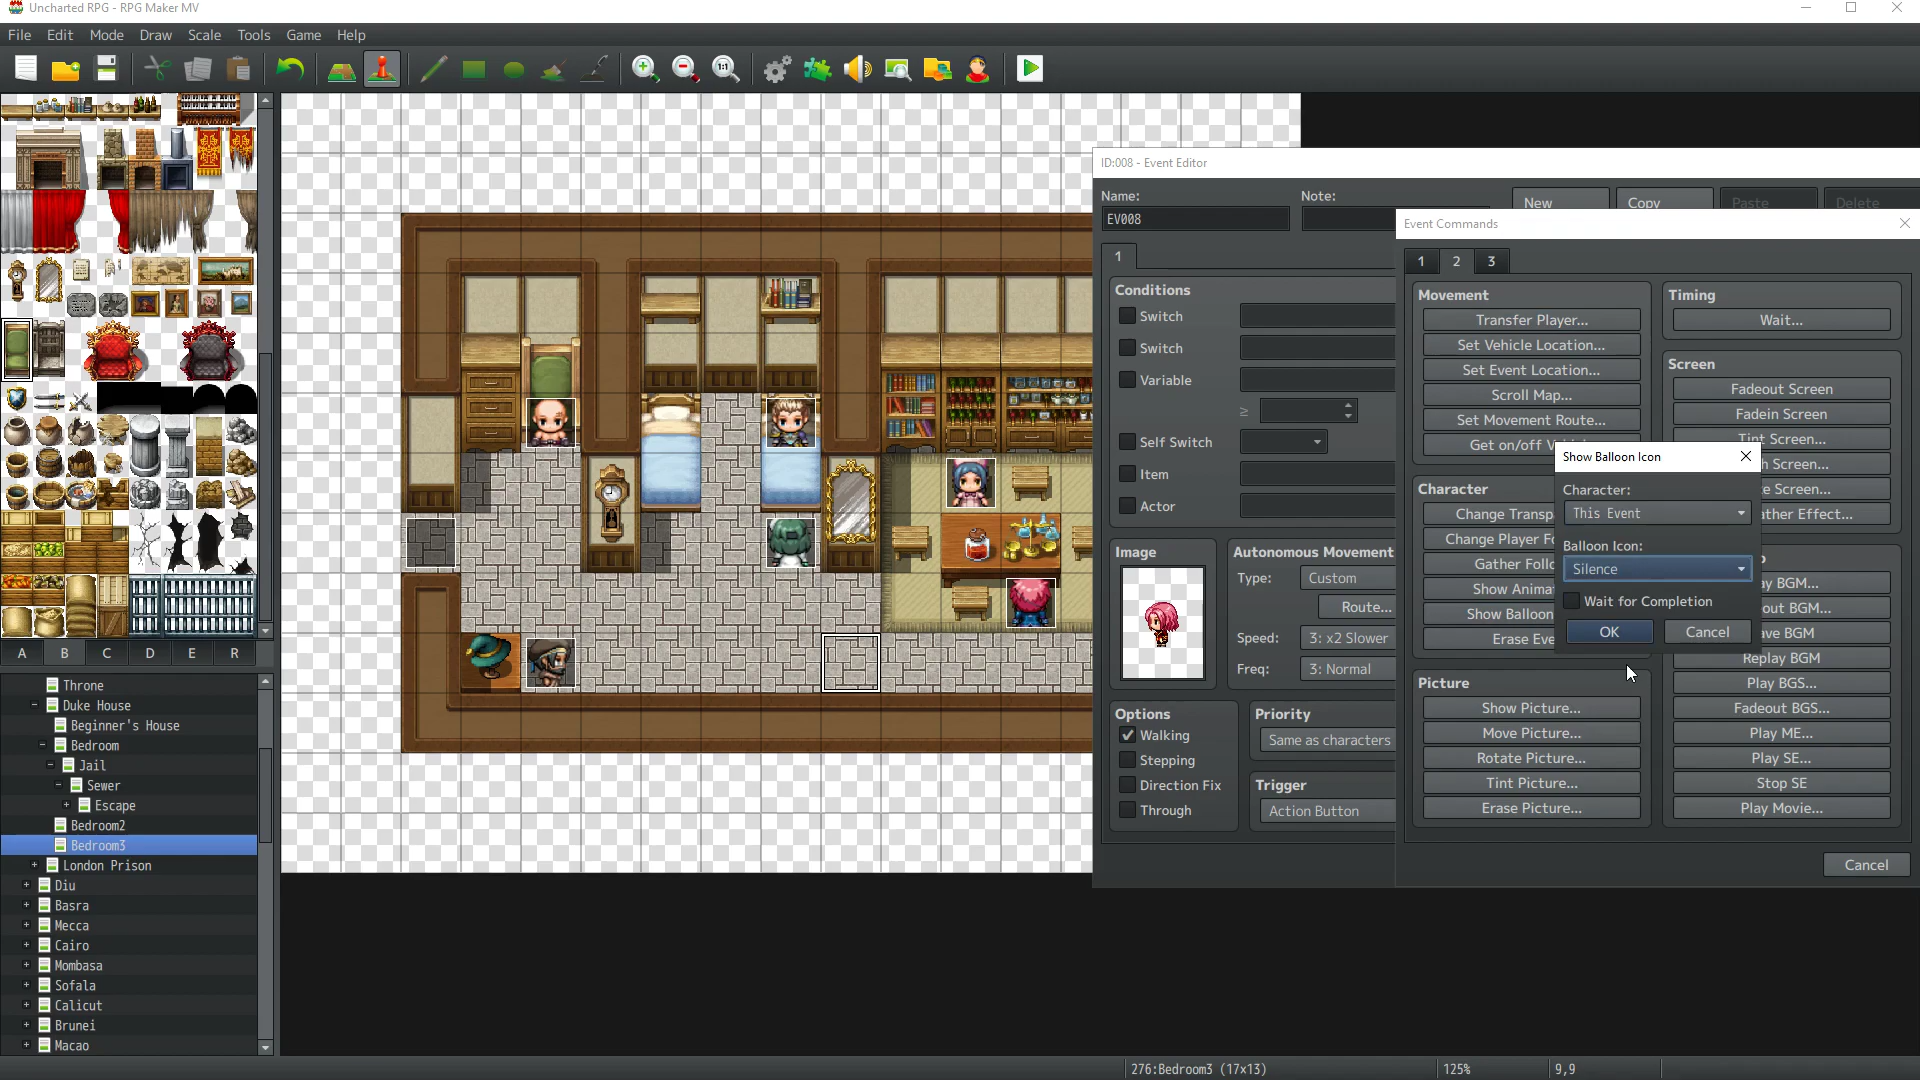 Uncharted RPG - RPG Maker MV
File Edit Mode Draw Scale Tools Game Help
1:1
A B C D E R
Throne
Duke House
Beginner's House
Bedroom
Jail
Sewer
Escape
Bedroom2
Bedroom3
London Prison
Diu
Basra
Mecca
Cairo
Mombasa
Sofala
Calicut
Brunei
Macao
ID:008 - Event Editor
Name:
EV008
Note:
New
Copy
Paste
Delete
1
Conditions
Switch
Switch
Variable
≥
Self Switch
Item
Actor
Image
Autonomous Movement
Type:
Custom
Route...
Speed:
3: x2 Slower
Freq:
3: Normal
Options
Walking
Stepping
Direction Fix
Through
Priority
Same as characters
Trigger
Action Button
Event Commands
1 2 3
Movement
Transfer Player...
Set Vehicle Location...
Set Event Location...
Scroll Map...
Set Movement Route...
Get on/off V
Character
Change Transp
Change Player Fo
Gather Follo
Show Anima
Show Balloon
Erase Eve
Picture
Show Picture...
Move Picture...
Rotate Picture...
Tint Picture...
Erase Picture...
Timing
Wait...
Screen
Fadeout Screen
Fadein Screen
Tint Screen...
h Screen...
e Screen...
ther Effect...
ay BGM...
out BGM...
ave BGM
Replay BGM
Play BGS...
Fadeout BGS...
Play ME...
Play SE...
Stop SE
Play Movie...
Cancel
Show Balloon Icon
Character:
This Event
Balloon Icon:
Silence
Wait for Completion
OK
Cancel
276:Bedroom3 (17x13)
125%
9,9